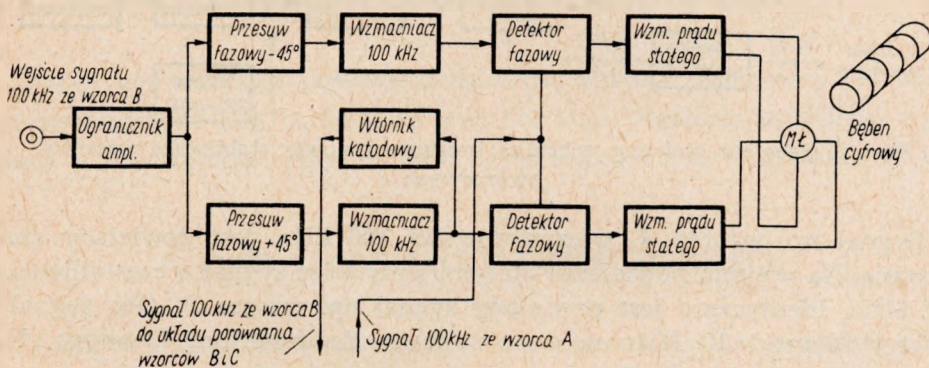 Przesuw
fazowy-45°
Wzmacniacz
100 kHz
Detektor
fazowy
Wzm. prądu
stałego
Wejście sygnału
100 kHz ze wzorca B
Ogranicznik
ampl.
Wtórnik
katodowy
MŁ
Bęben
cyfrowy
Przesuw
fazowy +45°
Wzmacniacz
100 kHz
Detektor
fazowy
Wzm. prądu
stałego
Sygnał 100kHz ze wzorca B
do układu porównania
wzorców B i C
Sygnał 100kHz ze wzorca A